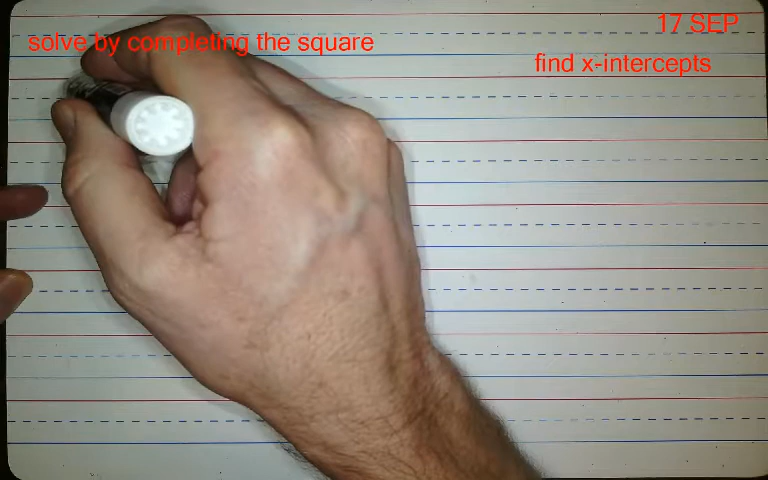 17 SEP
solve by completing the square
find x-intercepts